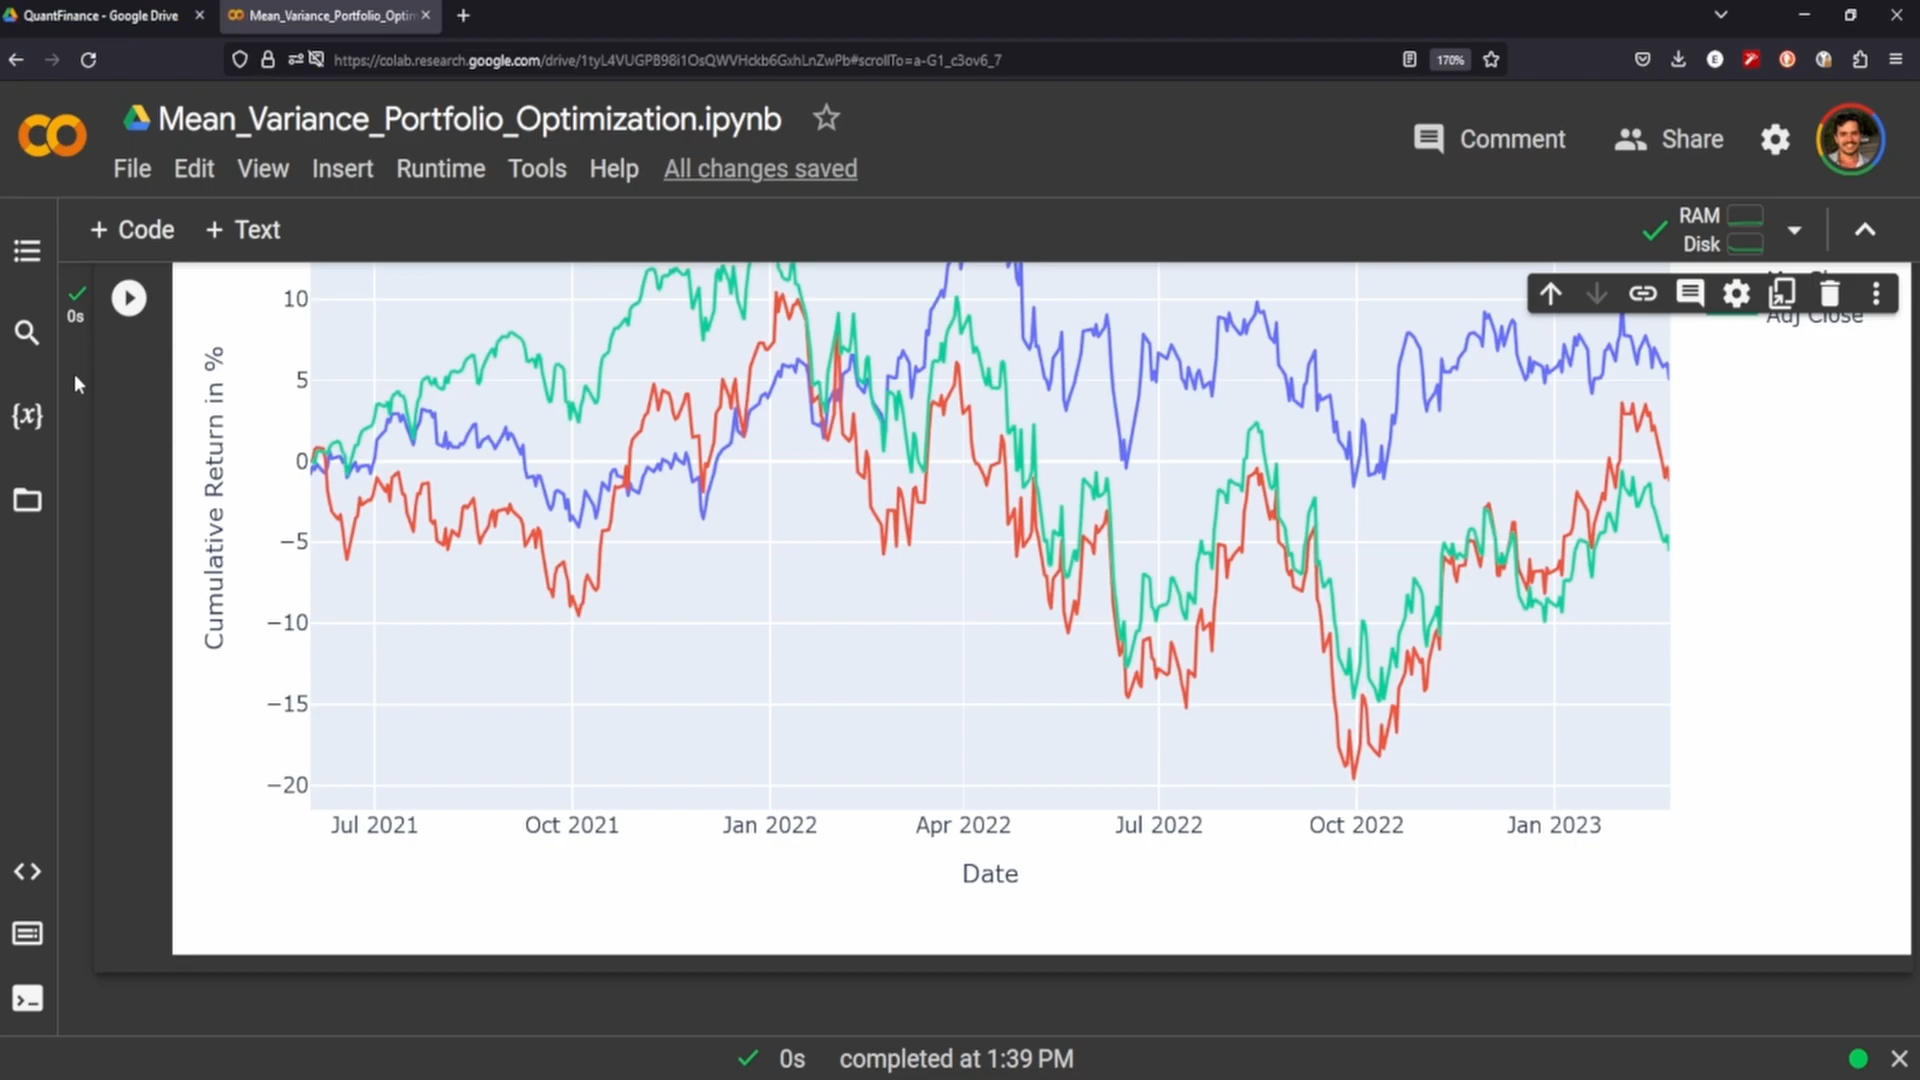 QuantFinance - Google Drive
Mean_Variance_Portfolio_Optim
https://colab.research.google.com/drive/1tyL4VUGPB98i1OsQWVHckb6GxhLnZwPb#scrollTo=a-G1_c3ov6_7
170%
Mean_Variance_Portfolio_Optimization.ipynb
Comment
Share
File Edit View Insert Runtime Tools Help All changes saved
+ Code + Text
RAM
Disk
0s
{x}
Adj Close
10
5
0
−5
−10
−15
−20
Cumulative Return in %
Jul 2021 Oct 2021 Jan 2022 Apr 2022 Jul 2022 Oct 2022 Jan 2023
Date
0s completed at 1:39 PM